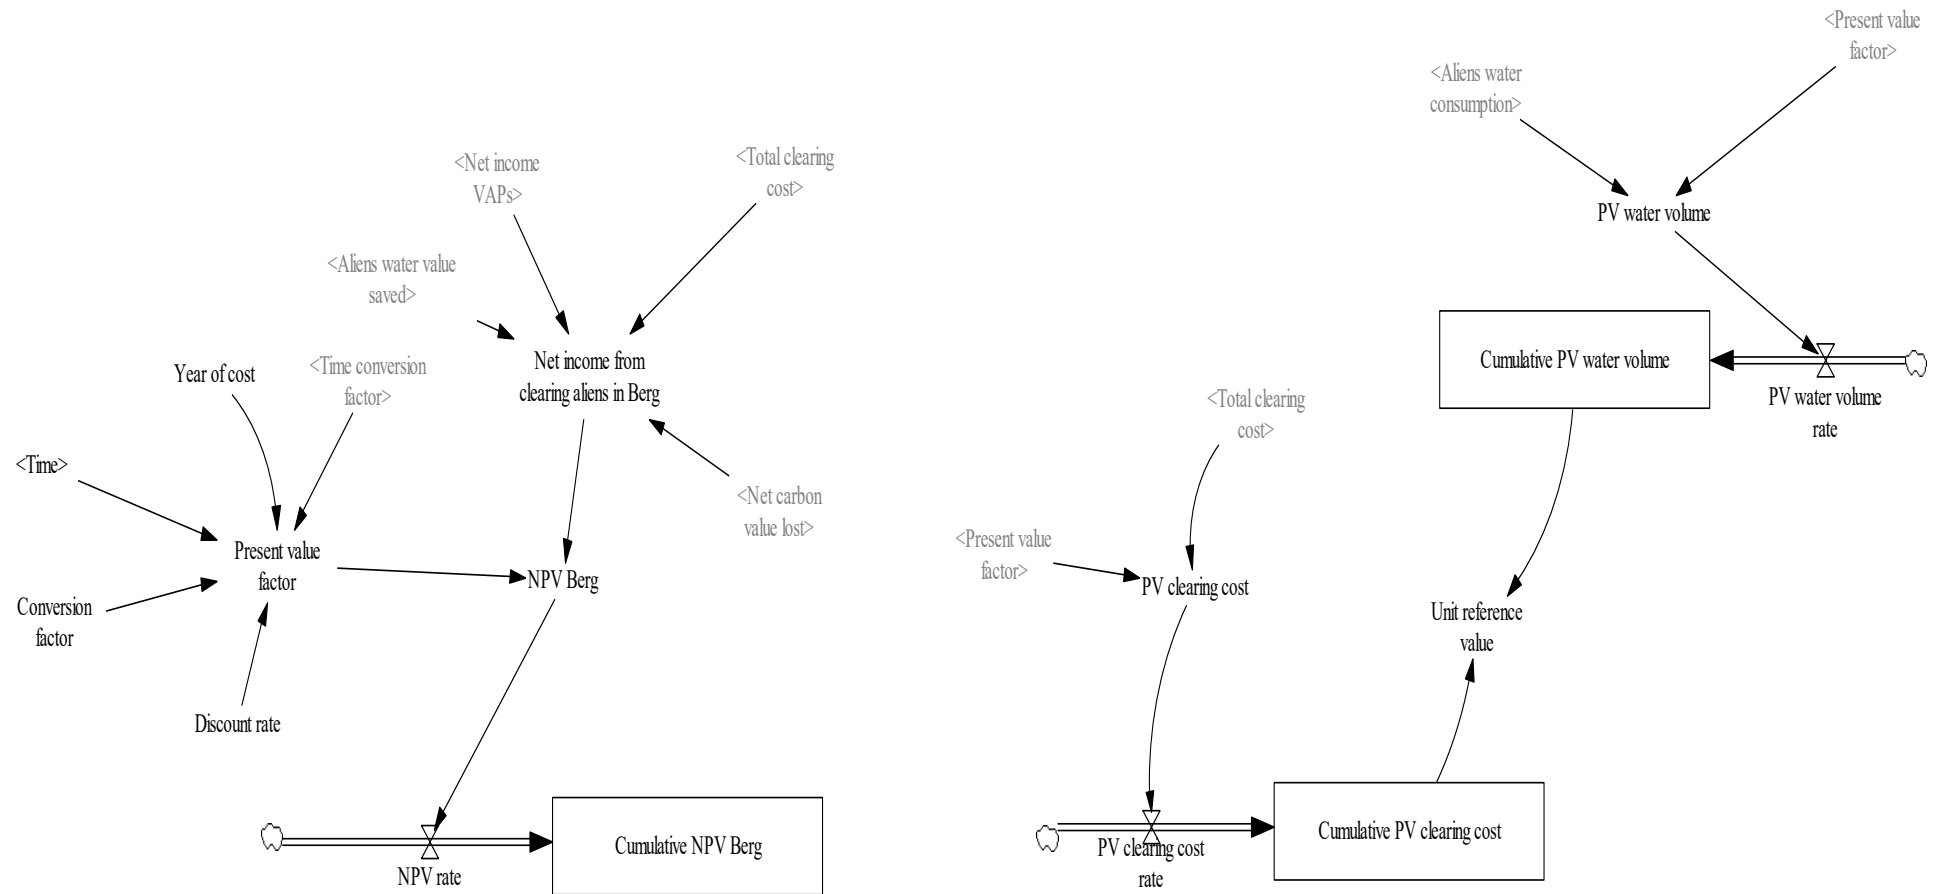 <Present value
factor>
<Aliens water
consumption>
<Net income
VAPs>
<Total clearing
cost>
PV water volume
<Aliens water value
saved>
Year of cost
<Time conversion
factor>
Net income from
clearing aliens in Berg
Cumulative PV water volume
PV water volume
rate
<Total clearing
cost>
<Time>
<Net carbon
value lost>
Present value
factor
<Present value
factor>
NPV Berg
PV clearing cost
Conversion
factor
Unit reference
value
Discount rate
Cumulative NPV Berg
NPV rate
Cumulative PV clearing cost
PV clearing cost
rate